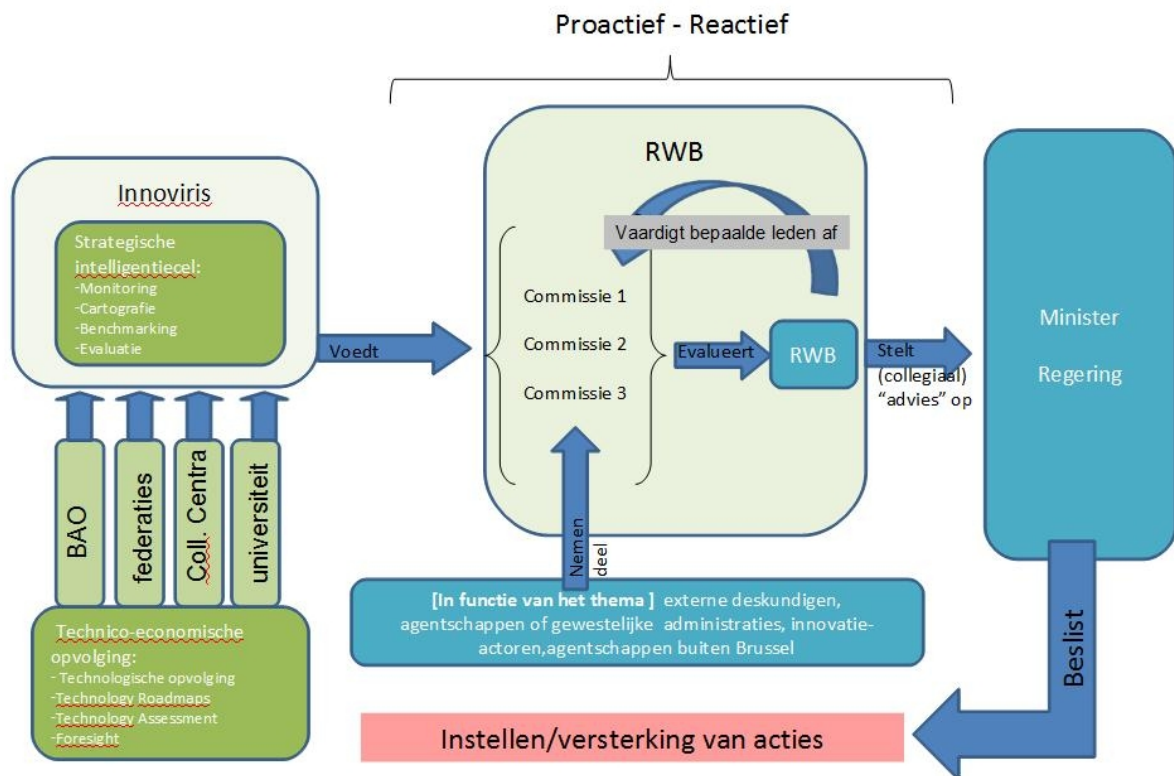 Proactief - Reactief
Innoviris
Strategische
intelligentiecel:
-Monitoring
-Cartografie
-Benchmarking
-Evaluatie
BAO
federaties
Coll. Centra
universiteit
Technico-economische
opvolging:
- Technologische opvolging
-Technology Roadmaps
-Technology Assessment
-Foresight
Voedt
RWB
Vaardigt bepaalde leden af
Commissie 1
Commissie 2
Commissie 3
Evalueert
RWB
Stelt
(collegiaal)
“advies” op
Nemen
deel
[In functie van het thema ] externe deskundigen,
agentschappen of gewestelijke administraties, innovatie-
actoren,agentschappen buiten Brussel
Minister
Regering
Beslist
Instellen/versterking van acties